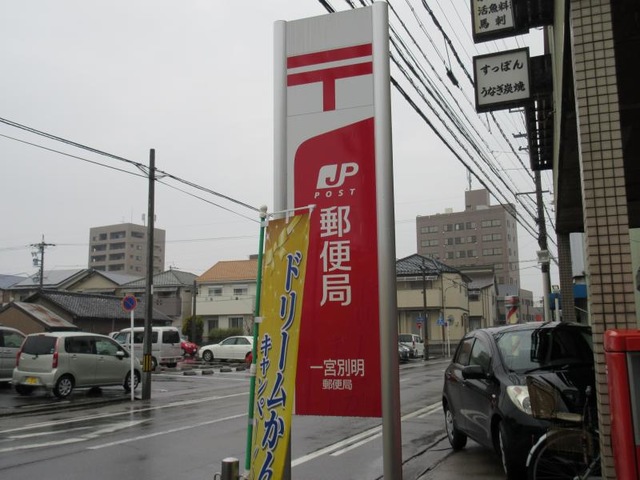 活魚料
馬刺
すっぽん
うなぎ炭焼
JP
POST
郵便局
一宮別明
郵便局
ドリームか
キャンペ